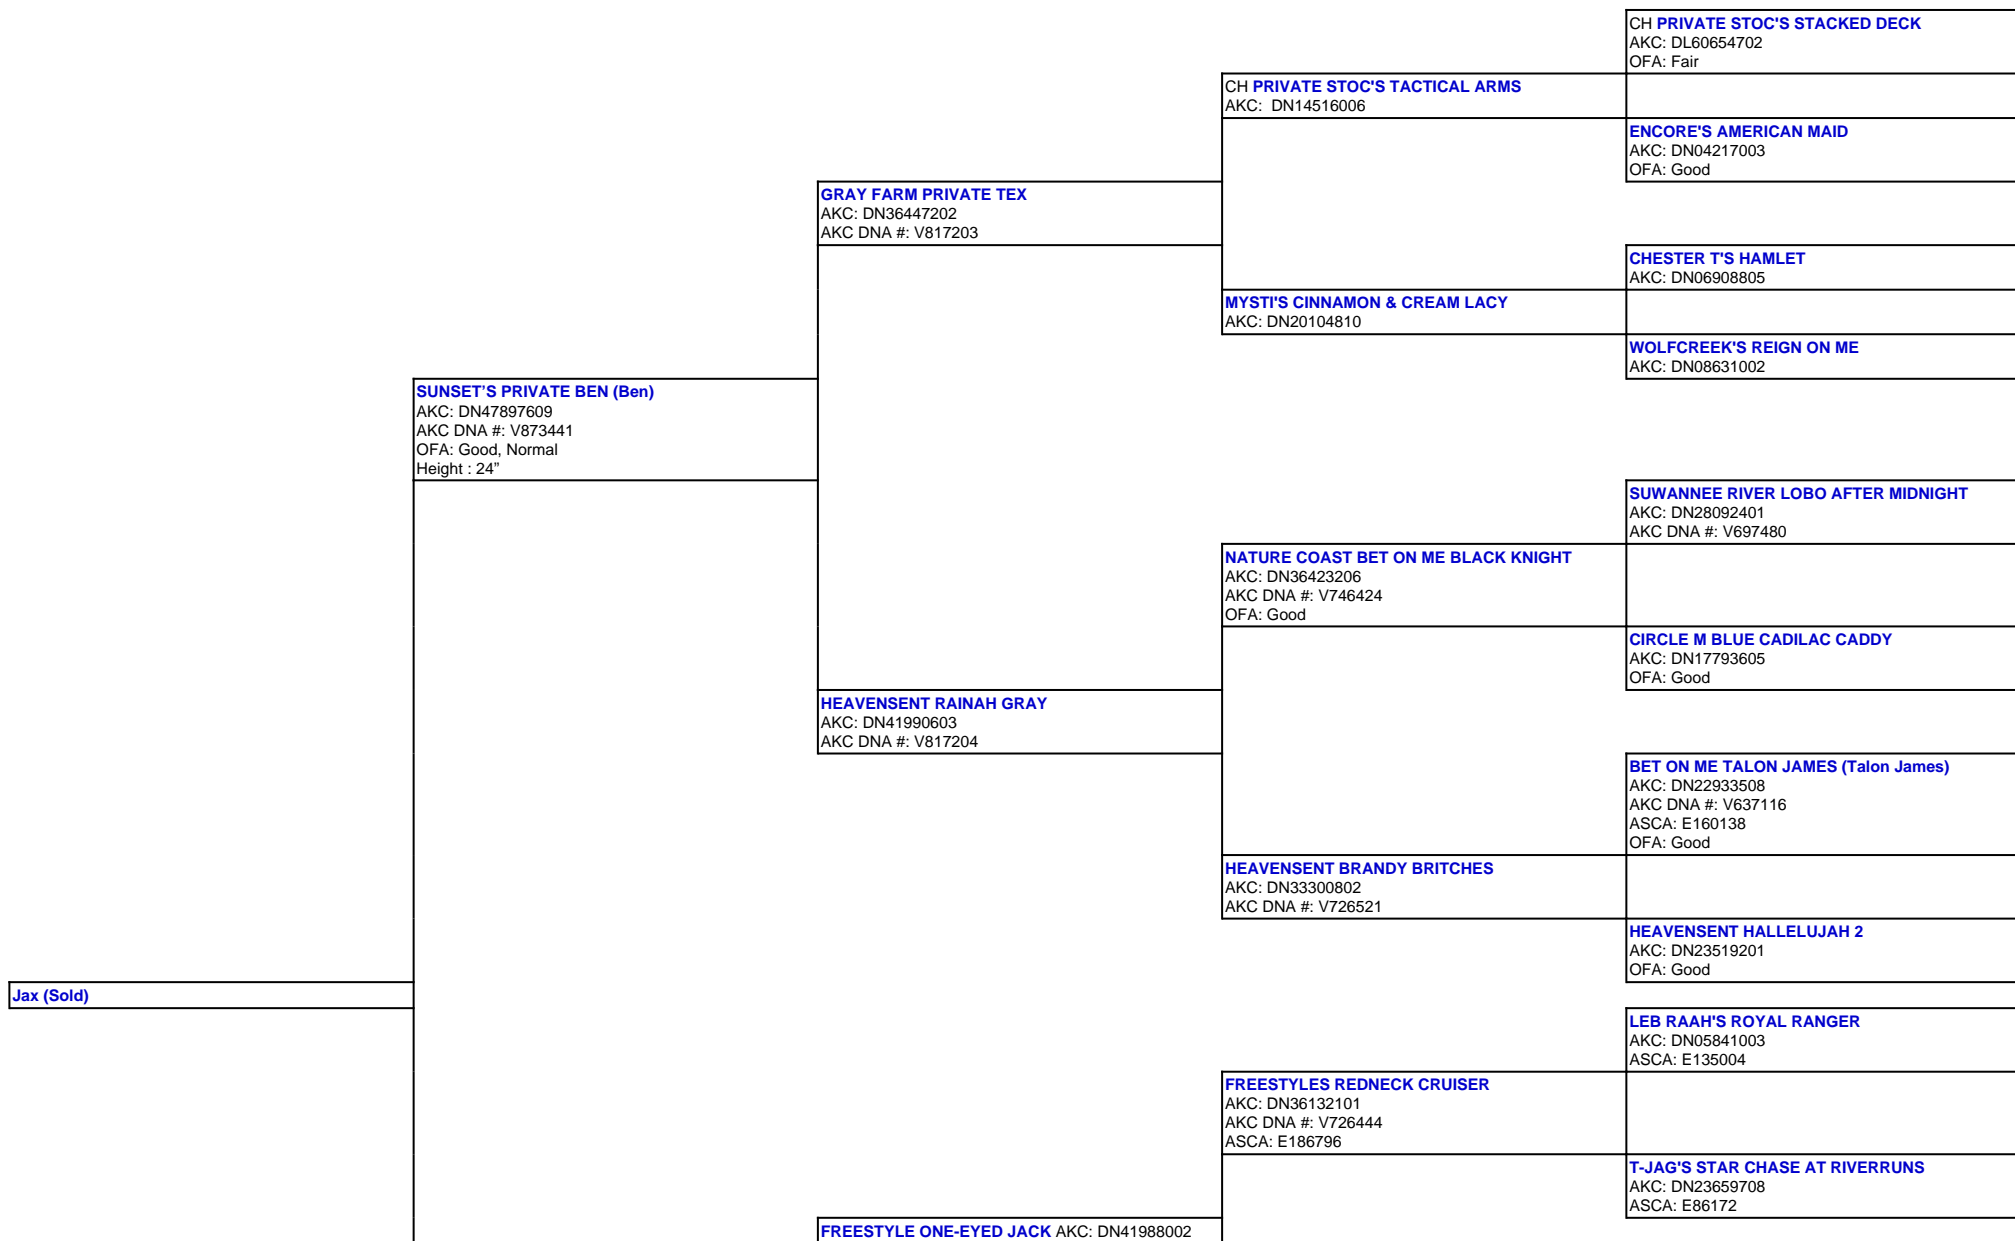 CH PRIVATE STOC'S STACKED DECK
AKC: DL60654702
OFA: Fair
CH PRIVATE STOC'S TACTICAL ARMS
AKC:  DN14516006
ENCORE'S AMERICAN MAID
AKC: DN04217003
OFA: Good
GRAY FARM PRIVATE TEX
AKC: DN36447202
AKC DNA #: V817203
CHESTER T'S HAMLET
AKC: DN06908805
MYSTI'S CINNAMON & CREAM LACY
AKC: DN20104810
WOLFCREEK'S REIGN ON ME
AKC: DN08631002
SUNSET’S PRIVATE BEN (Ben)
AKC: DN47897609
AKC DNA #: V873441
OFA: Good, Normal
Height : 24”
SUWANNEE RIVER LOBO AFTER MIDNIGHT
AKC: DN28092401
AKC DNA #: V697480
NATURE COAST BET ON ME BLACK KNIGHT
AKC: DN36423206
AKC DNA #: V746424
OFA: Good
CIRCLE M BLUE CADILAC CADDY
AKC: DN17793605
OFA: Good
HEAVENSENT RAINAH GRAY
AKC: DN41990603
AKC DNA #: V817204
BET ON ME TALON JAMES (Talon James)
AKC: DN22933508
AKC DNA #: V637116
ASCA: E160138
OFA: Good
HEAVENSENT BRANDY BRITCHES
AKC: DN33300802
AKC DNA #: V726521
HEAVENSENT HALLELUJAH 2
AKC: DN23519201
OFA: Good
Jax (Sold)
LEB RAAH'S ROYAL RANGER
AKC: DN05841003
ASCA: E135004
FREESTYLES REDNECK CRUISER
AKC: DN36132101
AKC DNA #: V726444
ASCA: E186796
T-JAG'S STAR CHASE AT RIVERRUNS
AKC: DN23659708
ASCA: E86172
FREESTYLE ONE-EYED JACK AKC: DN41988002